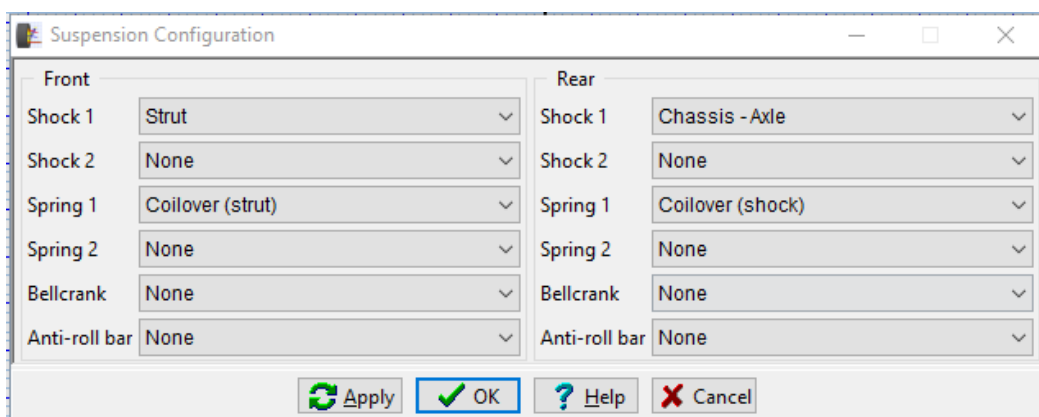 Suspension Configuration
Front
Shock 1 Strut
Shock 2 None
Spring 1 Coilover (strut)
Spring 2 None
Bellcrank None
Anti-roll bar None
Rear
Shock 1 Chassis - Axle
Shock 2 None
Spring 1 Coilover (shock)
Spring 2 None
Bellcrank None
Anti-roll bar None
Apply OK Help Cancel